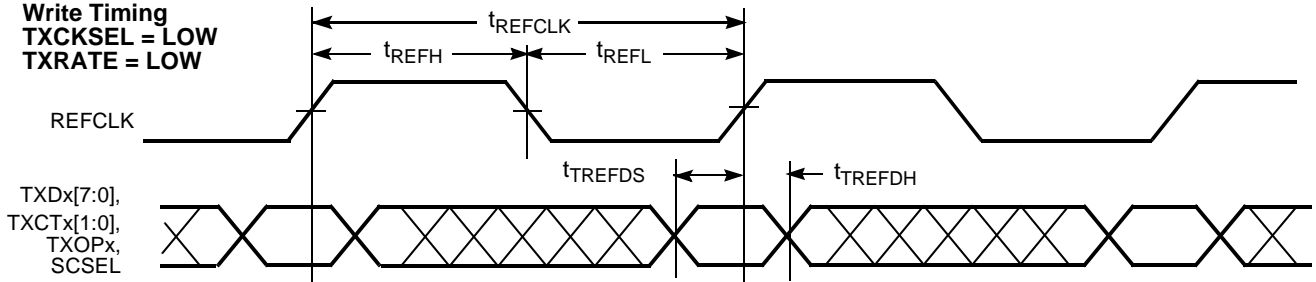 Write Timing
TXCKSEL = LOW
TXRATE = LOW
tREFCLK
tREFH
tREFL
REFCLK
tTREFDS
tTREFDH
TXDx[7:0],
TXCTx[1:0],
TXOPx,
SCSEL